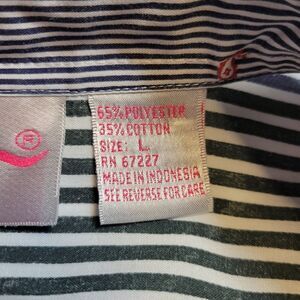 65% POLYESTER
35% COTTON
SIZE: L
RN 67227
MADE IN INDONESIA
SEE REVERSE FOR CARE